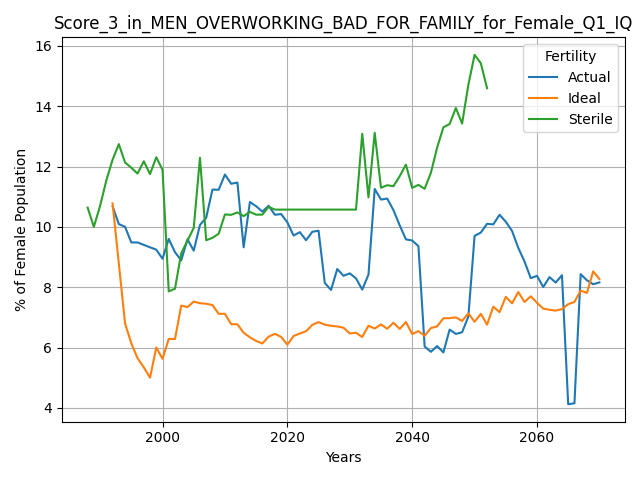 Score_3_in_MEN_OVERWORKING_BAD_FOR_FAMILY_for_Female_Q1_IQ
16
14
12
10
8
6
4
% of Female Population
Fertility
Actual
Ideal
Sterile
2000
2020
2040
2060
Years